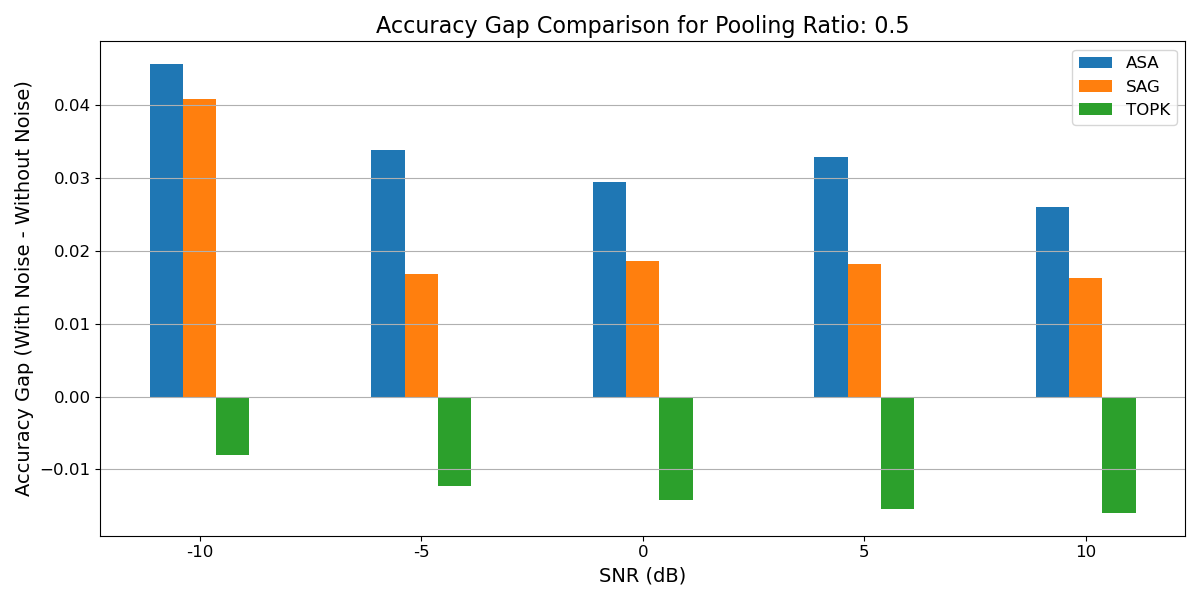 Accuracy Gap Comparison for Pooling Ratio: 0.5
ASA
SAG
TOPK
Accuracy Gap (With Noise - Without Noise)
0.04
0.03
0.02
0.01
0.00
−0.01
-10
-5
0
5
10
SNR (dB)